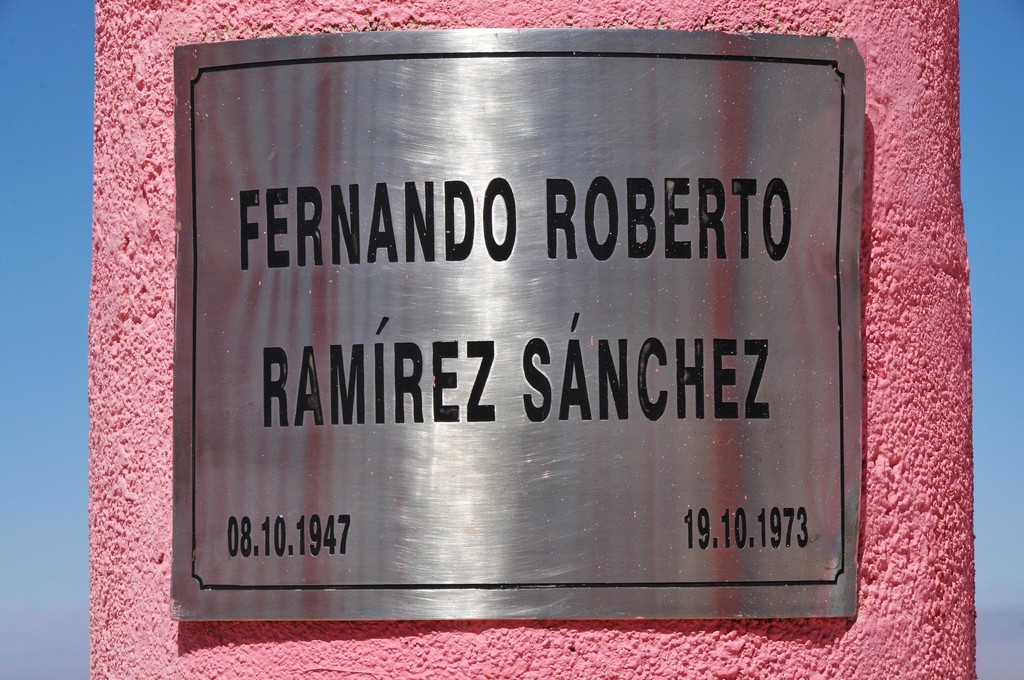 FERNANDO ROBERTO
RAMÍREZ SÁNCHEZ
08.10.1947 19.10.1973